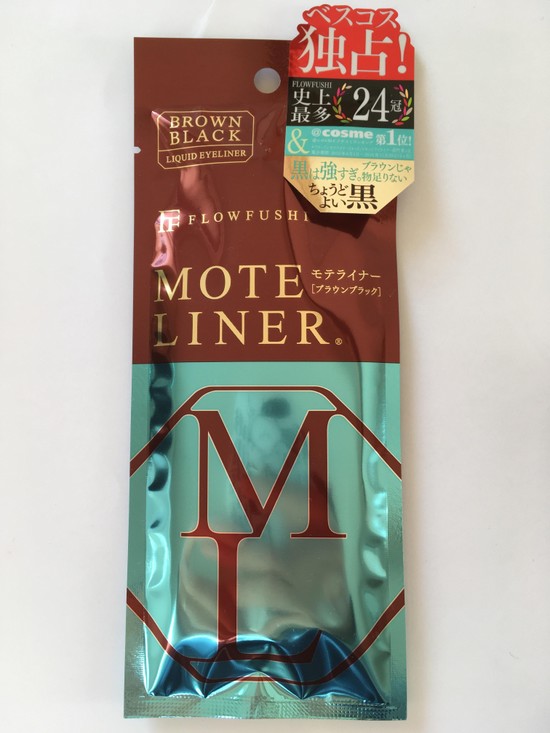 ベスコス
独占!
FLOWFUSHI
史上
最多
24冠
& @cosme 第1位!
ブラウンじゃ
黒は強すぎ。物足りない
ちょうど
よい黒
BROWN
BLACK
LIQUID EYELINER
FLOWFUSHI
MOTE
LINER®
モテライナー
[ブラウンブラック]
ML